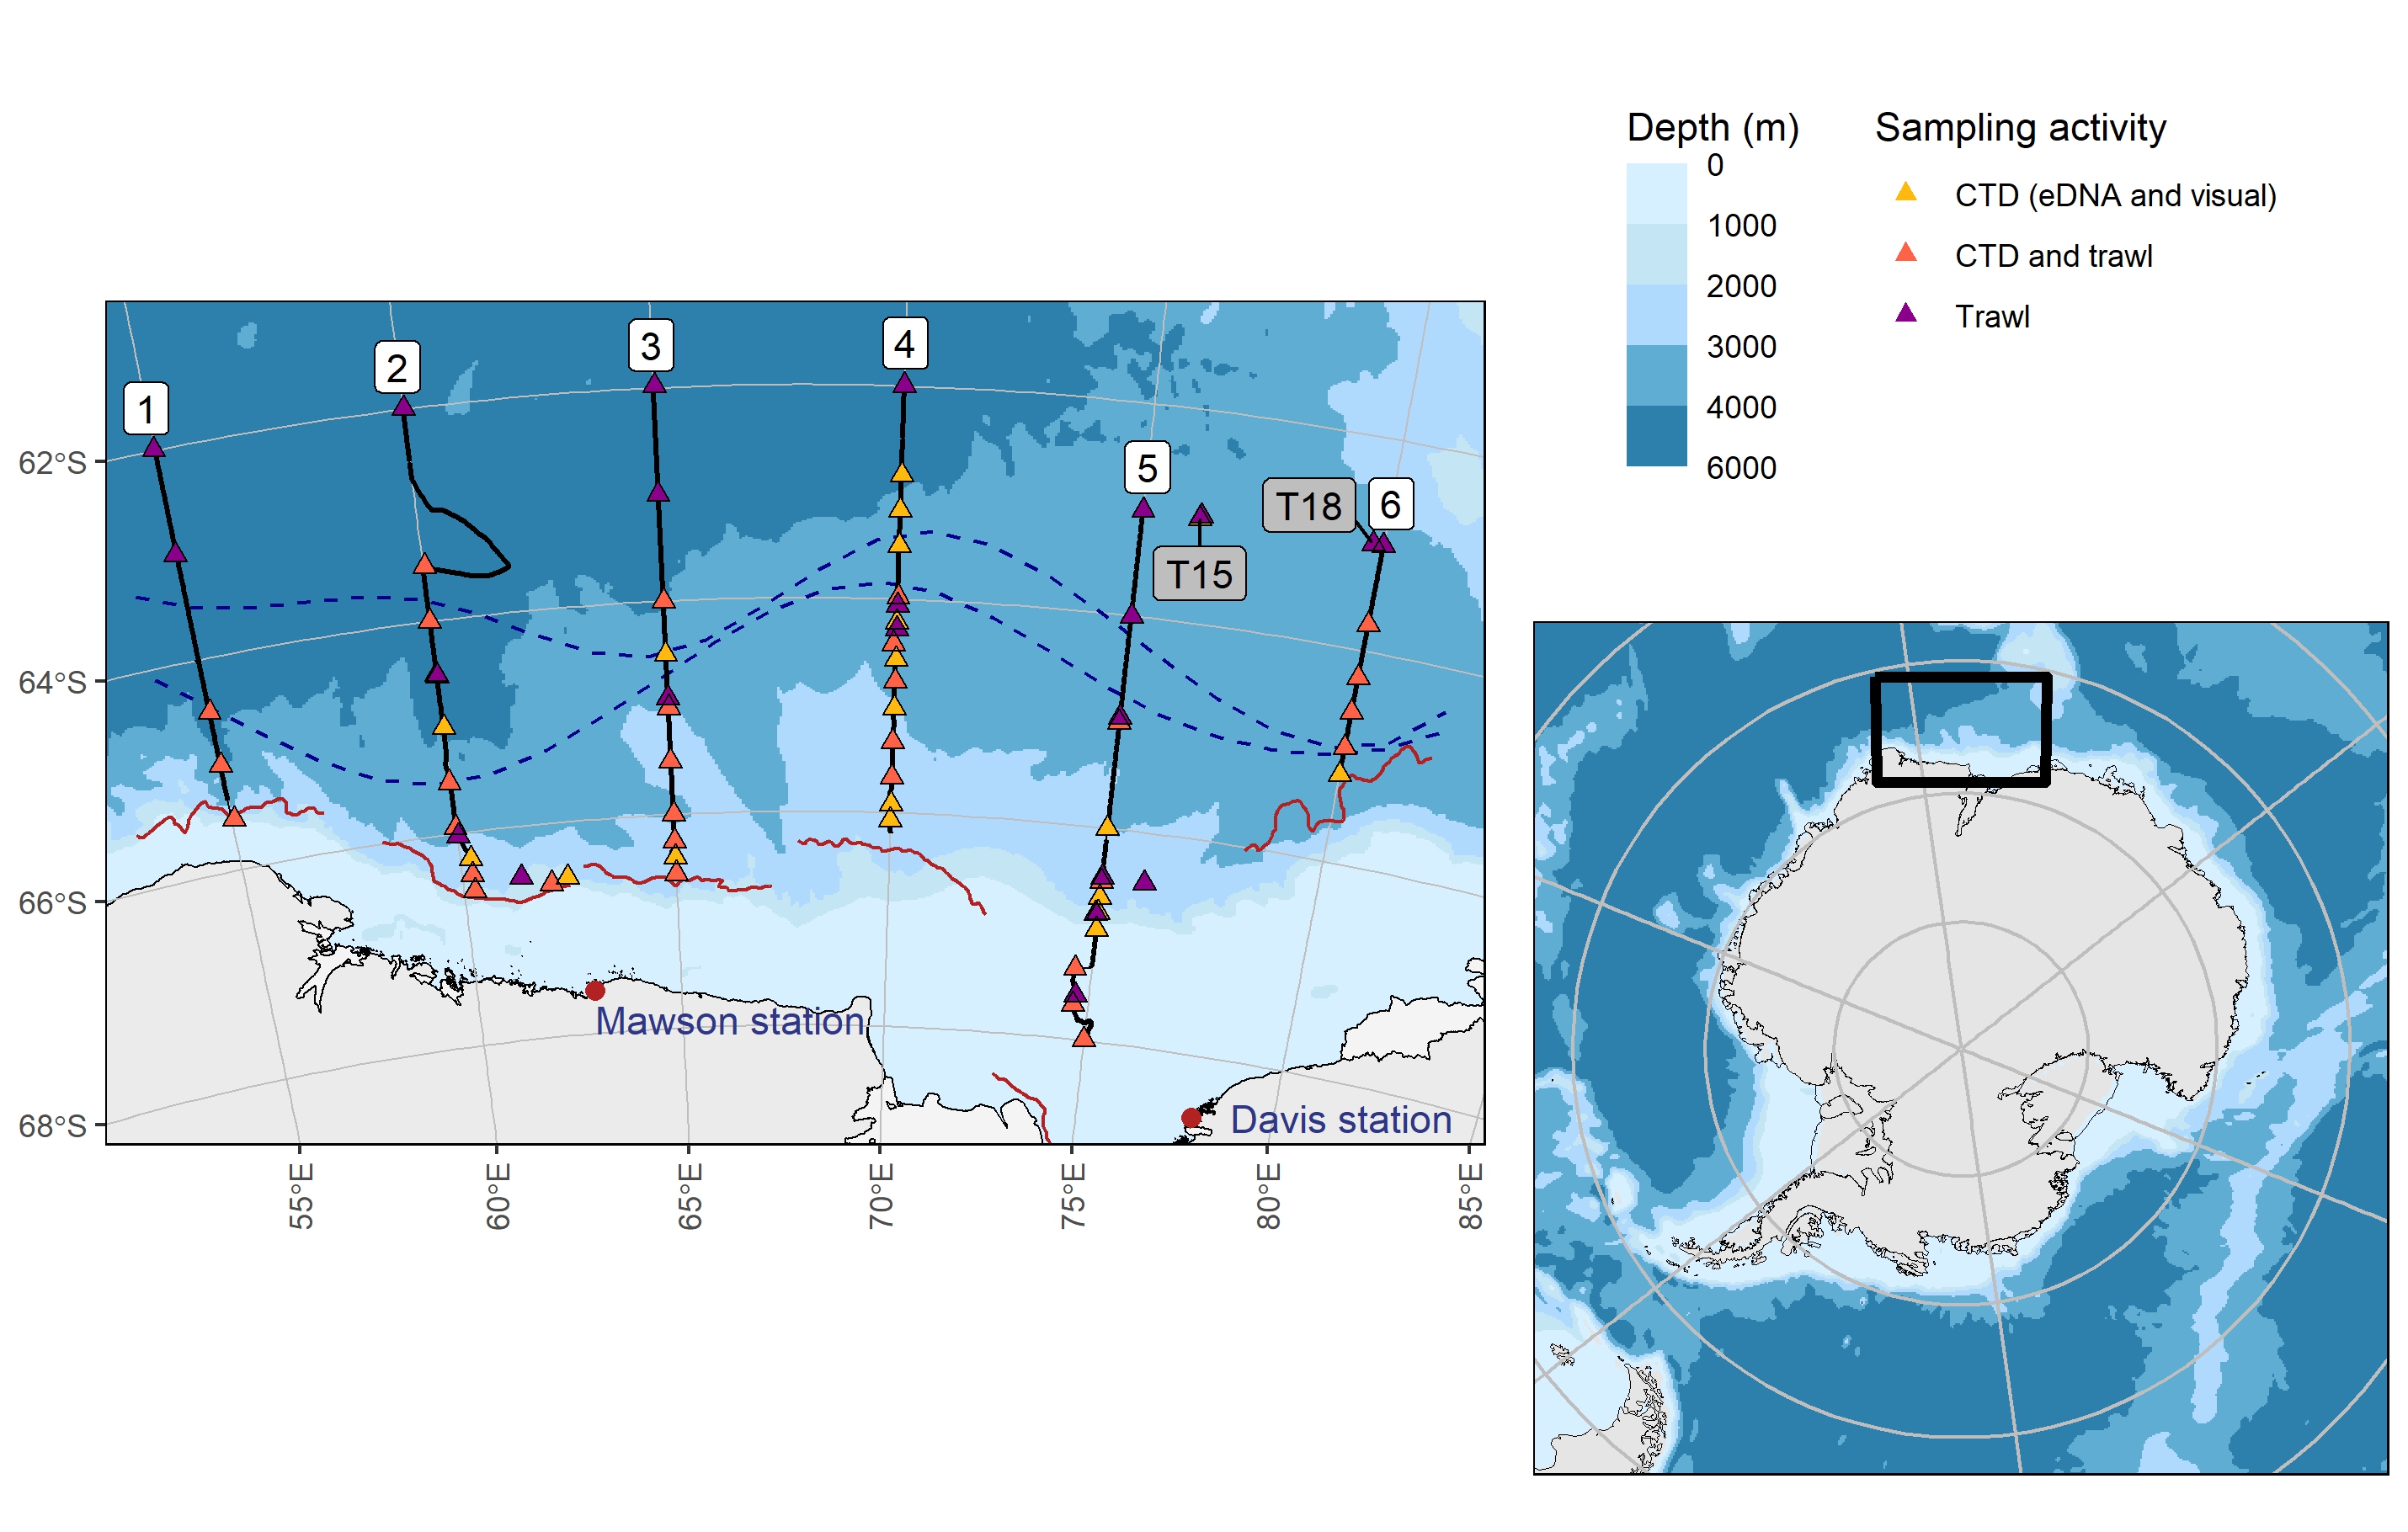 Depth (m)
0
1000
2000
3000
4000
6000
Sampling activity
CTD (eDNA and visual)
CTD and trawl
Trawl
1
2
3
4
5
6
T18
T15
62°S
64°S
66°S
68°S
Mawson station
Davis station
55°E
60°E
65°E
70°E
75°E
80°E
85°E